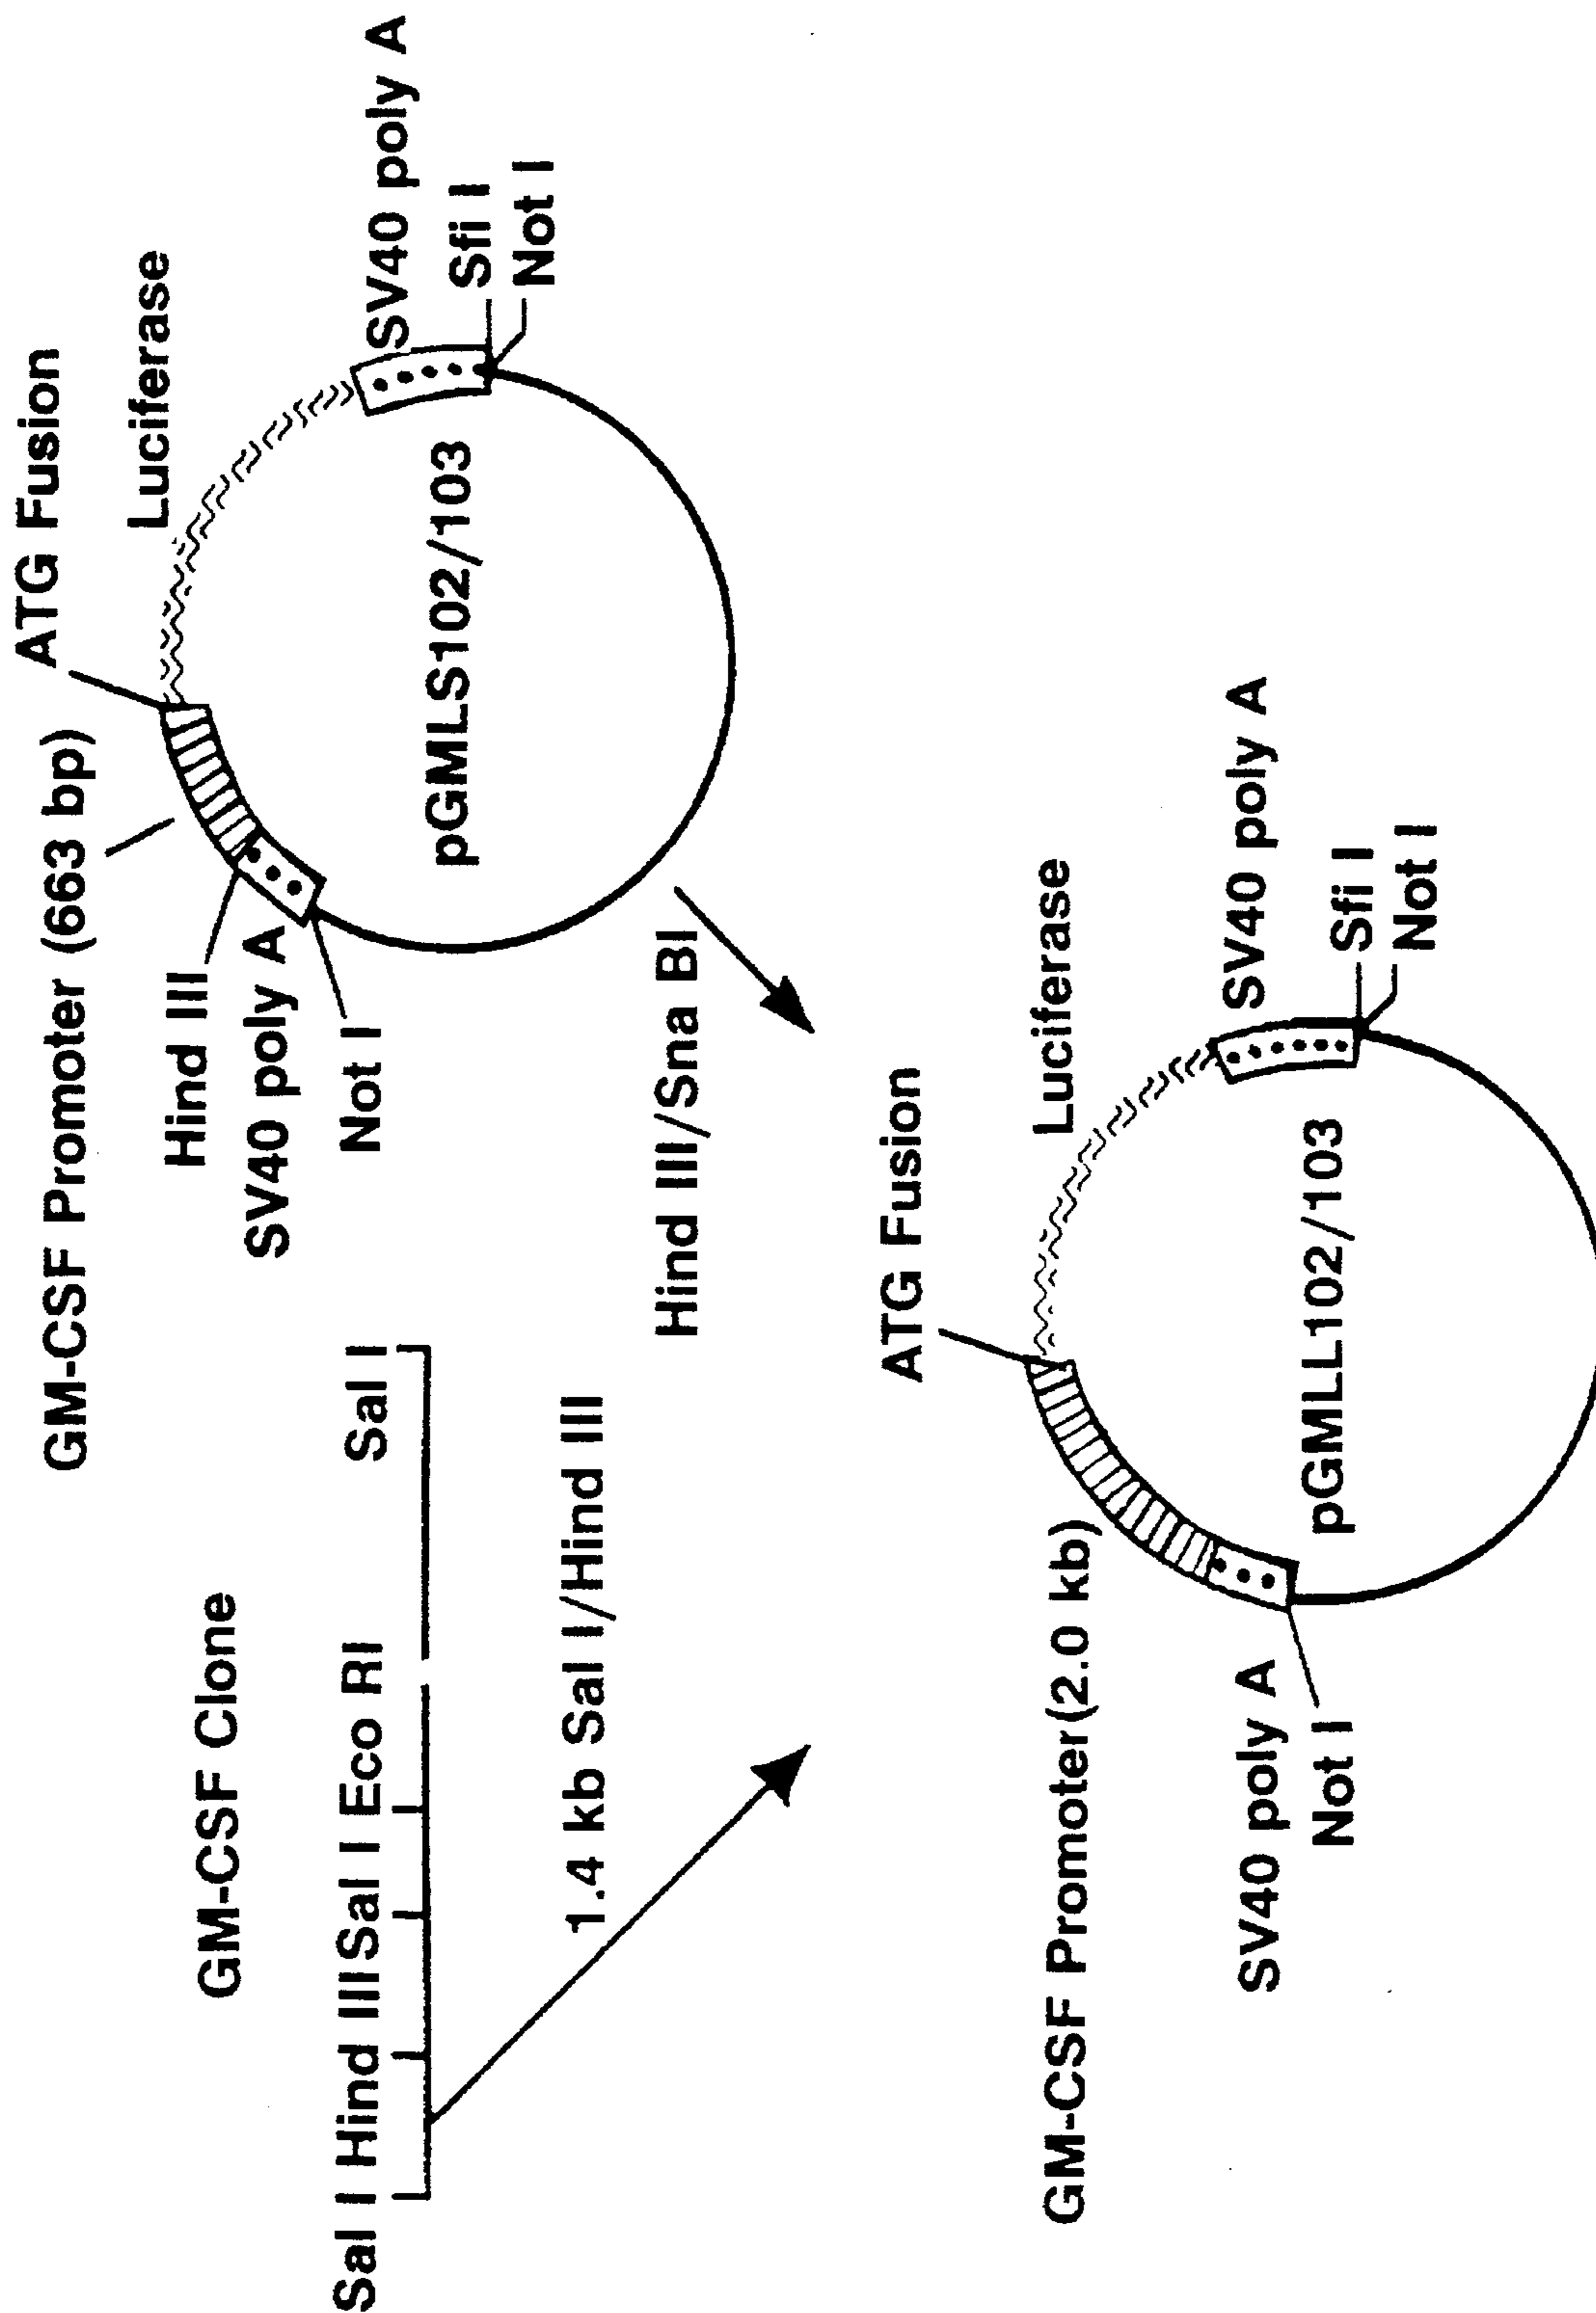 GM-CSF Clone
Sal I Hind III Sal I Eco RI Sal I
1.4 kb Sal I/Hind III
GM-CSF Promoter (663 bp)
ATG Fusion
Luciferase
Hind III
SV40 poly A
Not I
SV40 poly A
Sfi I
Not I
pGMLS102/103
Hind III/Sna BI
GM-CSF Promoter(2.0 kb)
ATG Fusion
Luciferase
SV40 poly A
Not I
SV40 poly A
Sfi I
Not I
pGMLL102/103